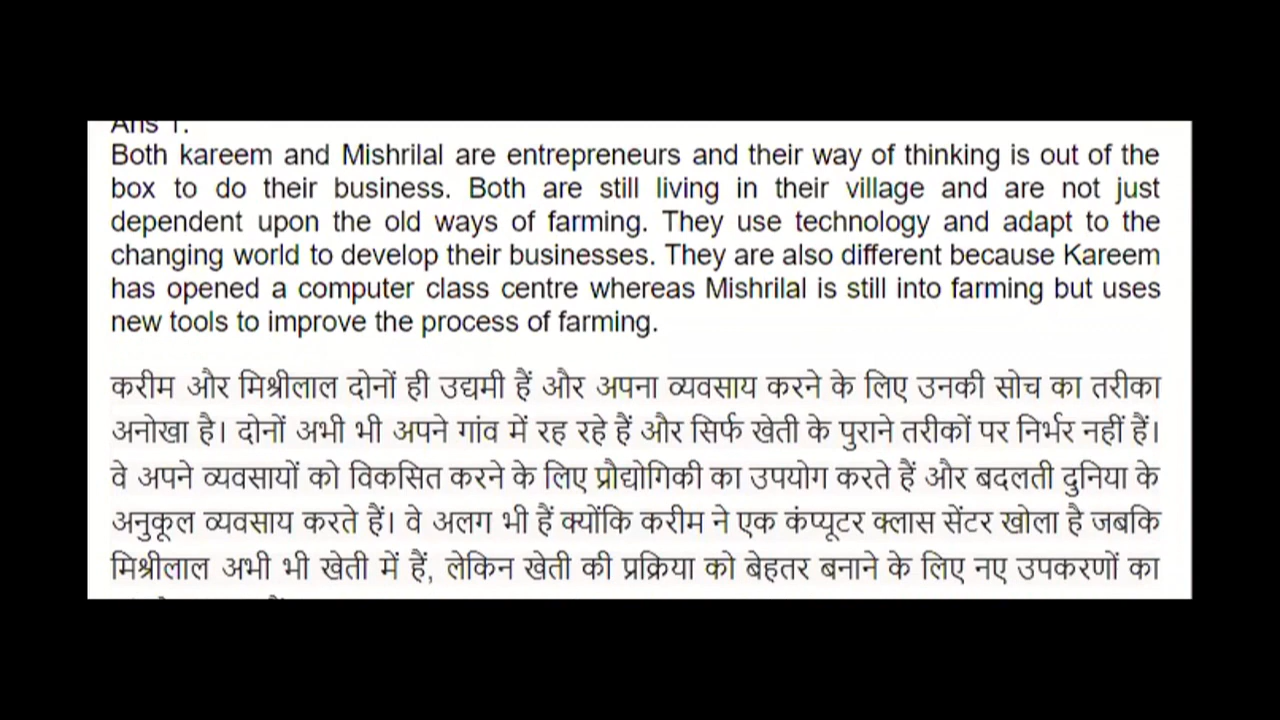 Ans 1.
Both kareem and Mishrilal are entrepreneurs and their way of thinking is out of the
box to do their business. Both are still living in their village and are not just
dependent upon the old ways of farming. They use technology and adapt to the
changing world to develop their businesses. They are also different because Kareem
has opened a computer class centre whereas Mishrilal is still into farming but uses
new tools to improve the process of farming.
करीम और मिश्रीलाल दोनों ही उद्यमी हैं और अपना व्यवसाय करने के लिए उनकी सोच का तरीका
अनोखा है। दोनों अभी भी अपने गांव में रह रहे हैं और सिर्फ खेती के पुराने तरीकों पर निर्भर नहीं हैं।
वे अपने व्यवसायों को विकसित करने के लिए प्रौद्योगिकी का उपयोग करते हैं और बदलती दुनिया के
अनुकूल व्यवसाय करते हैं। वे अलग भी हैं क्योंकि करीम ने एक कंप्यूटर क्लास सेंटर खोला है जबकि
मिश्रीलाल अभी भी खेती में हैं, लेकिन खेती की प्रक्रिया को बेहतर बनाने के लिए नए उपकरणों का